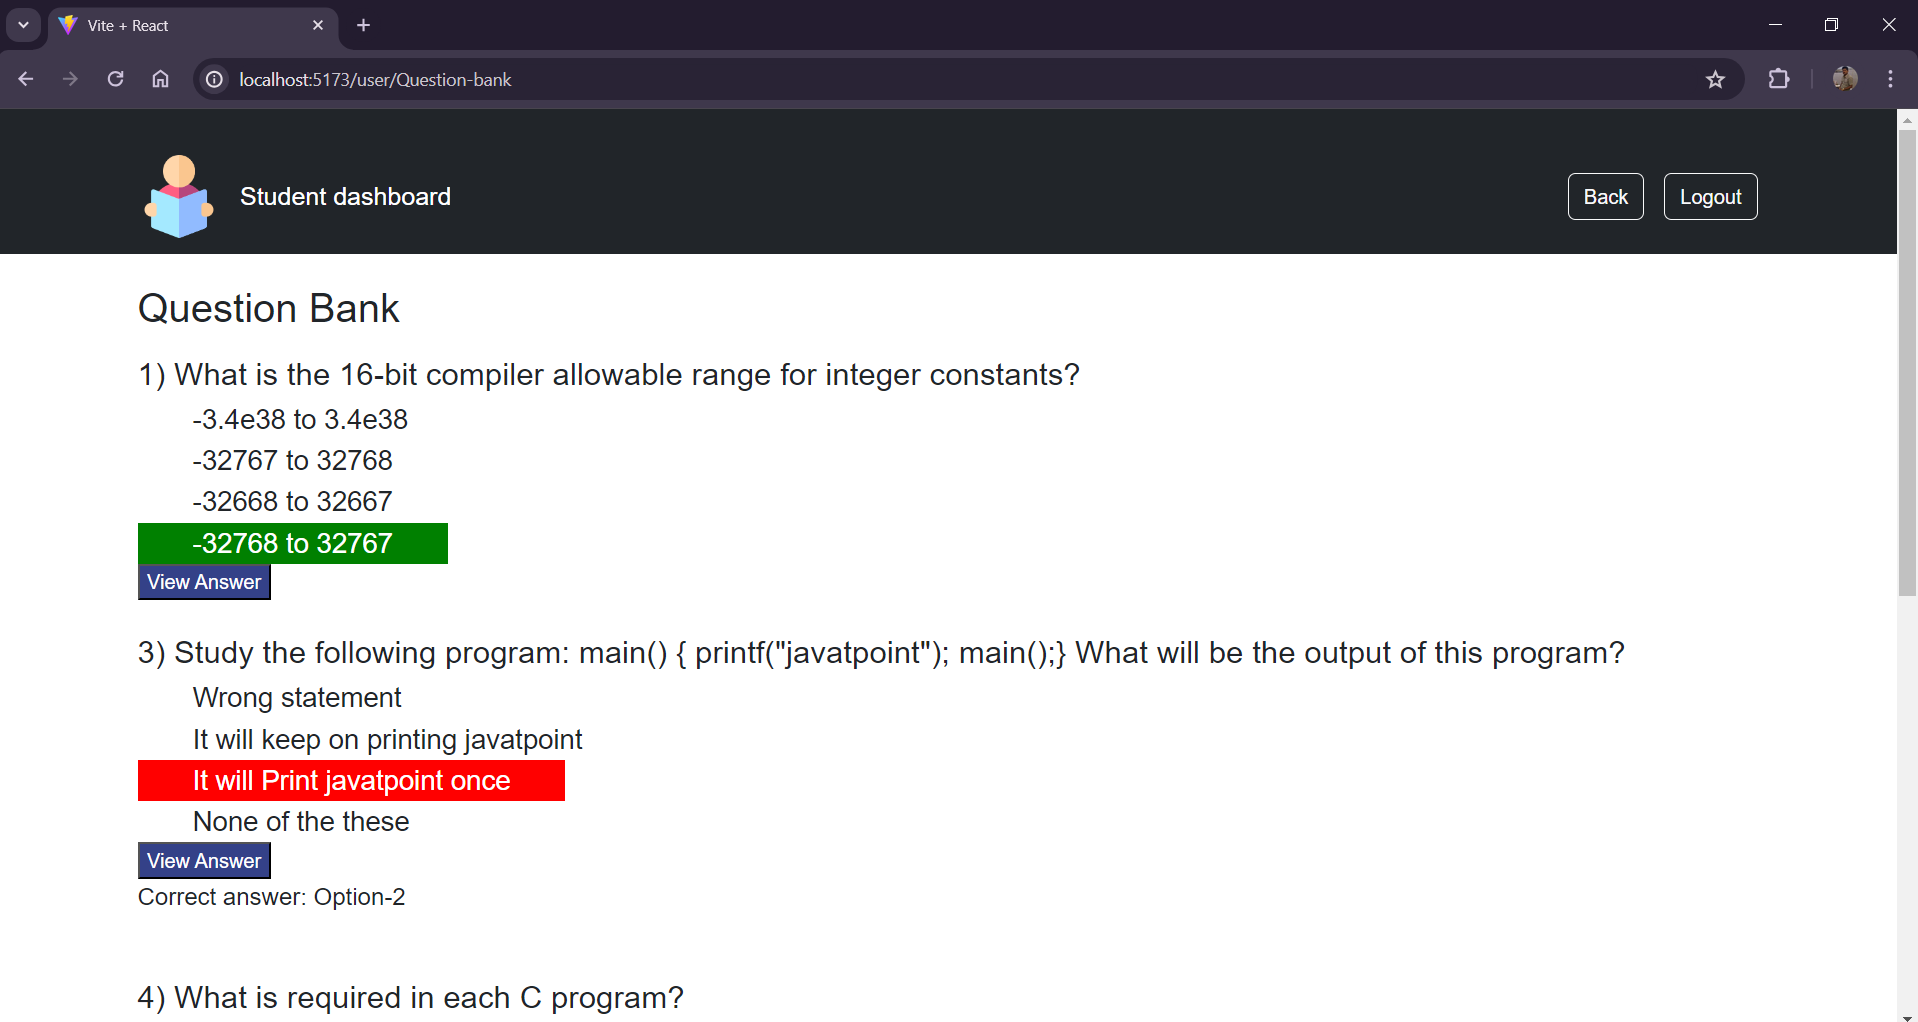 Vite + React
localhost:5173/user/Question-bank
Student dashboard
Back
Logout
Question Bank
1) What is the 16-bit compiler allowable range for integer constants?
-3.4e38 to 3.4e38
-32767 to 32768
-32668 to 32667
-32768 to 32767
View Answer
3) Study the following program: main() { printf("javatpoint"); main();} What will be the output of this program?
Wrong statement
It will keep on printing javatpoint
It will Print javatpoint once
None of the these
View Answer
Correct answer: Option-2
4) What is required in each C program?